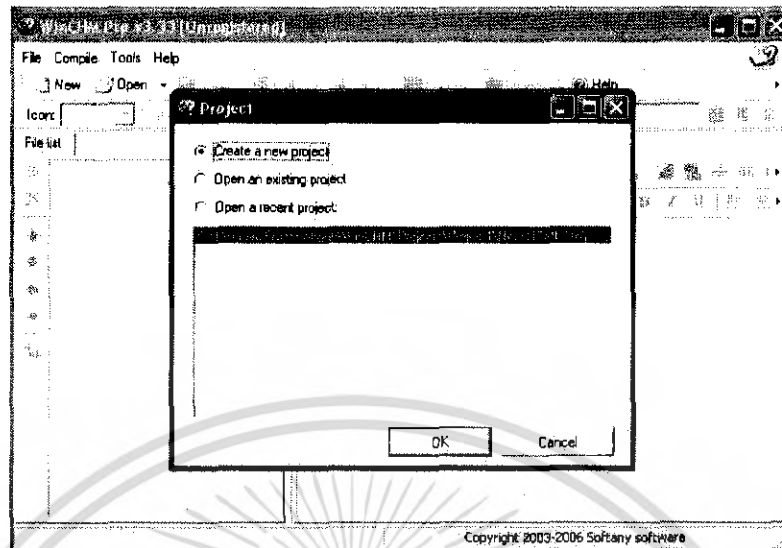 WinCHM Pro v3.33 [Unregistered]
File Compile Tools Help
New Open Help
Icon:
Project
File list
Create a new project
Open an existing project
Open a recent project:
OK Cancel
Copyright 2003-2006 Softany software